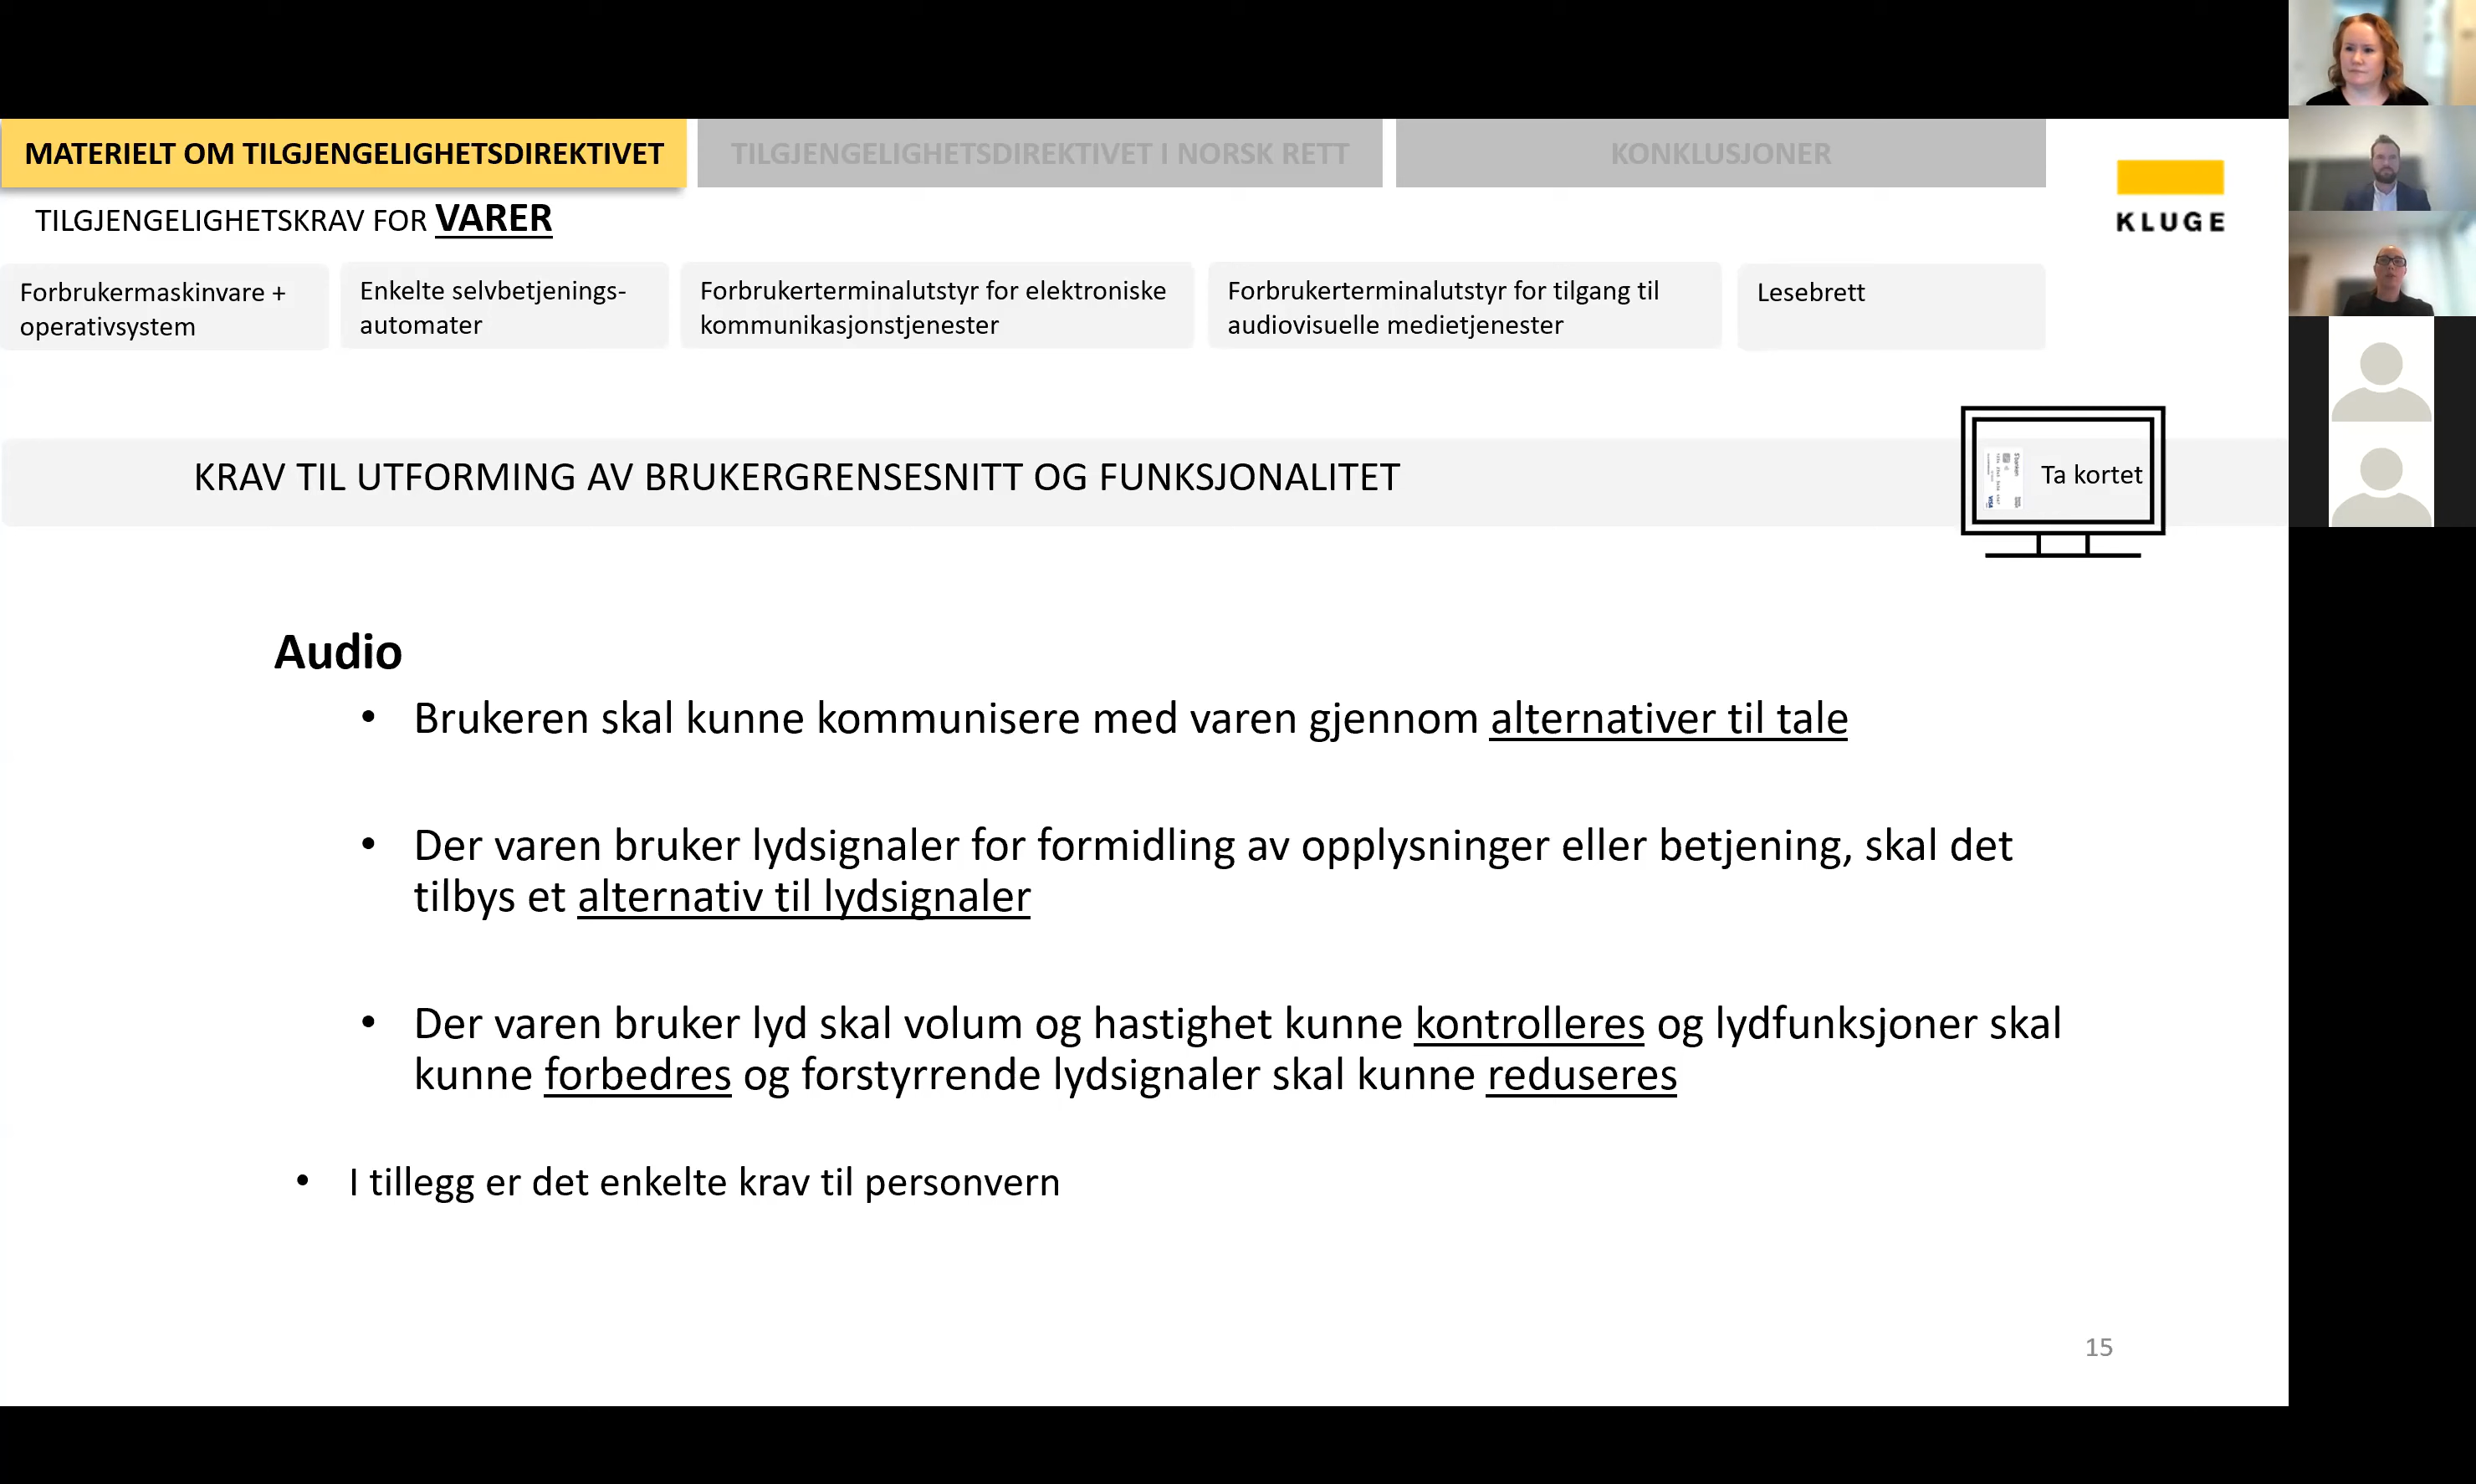 MATERIELT OM TILGJENGELIGHETSDIREKTIVET
TILGJENGELIGHETSDIREKTIVET I NORSK RETT
KONKLUSJONER
TILGJENGELIGHETSKRAV FOR VARER
KLUGE
Forbrukermaskinvare +
operativsystem
Enkelte selvbetjenings-
automater
Forbrukerterminalutstyr for elektroniske
kommunikasjonstjenester
Forbrukerterminalutstyr for tilgang til
audiovisuelle medietjenester
Lesebrett
KRAV TIL UTFORMING AV BRUKERGRENSESNITT OG FUNKSJONALITET
VISA
Ta kortet
Audio
• Brukeren skal kunne kommunisere med varen gjennom alternativer til tale
• Der varen bruker lydsignaler for formidling av opplysninger eller betjening, skal det
tilbys et alternativ til lydsignaler
• Der varen bruker lyd skal volum og hastighet kunne kontrolleres og lydfunksjoner skal
kunne forbedres og forstyrrende lydsignaler skal kunne reduseres
• I tillegg er det enkelte krav til personvern
15